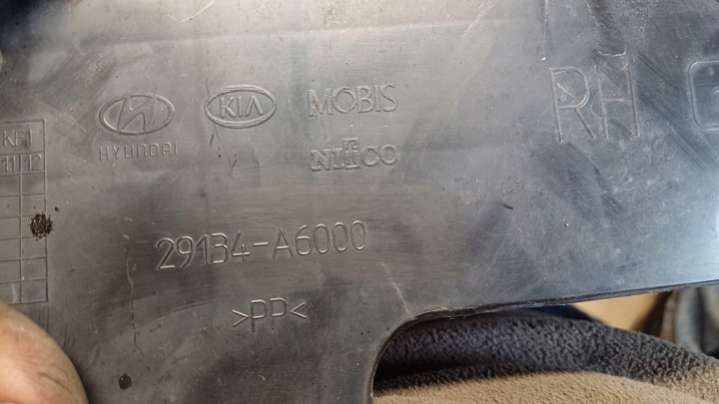 HYUNDAI
KIA
MOBIS
NIFCO
RH
29134-A6000
>PP<